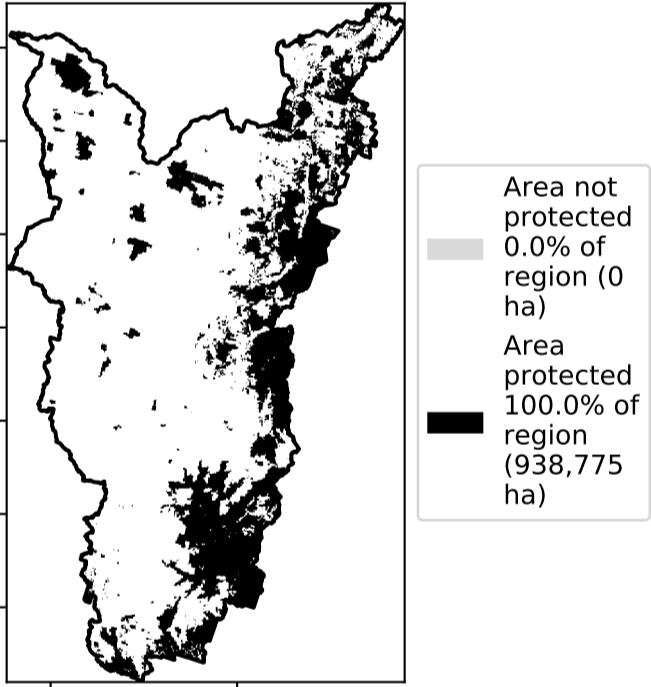 Area not
protected
0.0% of
region (0
ha)
Area
protected
100.0% of
region
(938,775
ha)